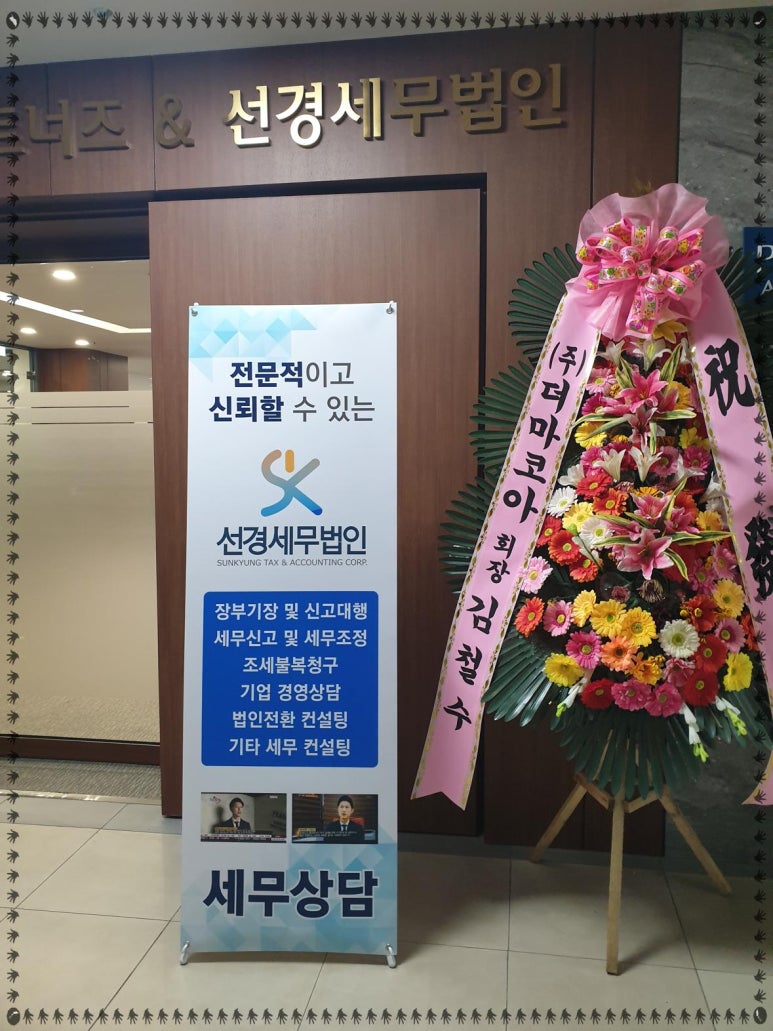 트너즈 & 선경세무법인
전문적이고
신뢰할 수 있는
SK
선경세무법인
SUNKYUNG TAX & ACCOUNTING CORP.
장부기장 및 신고대행
세무신고 및 세무조정
조세불복청구
기업 경영상담
법인전환 컨설팅
기타 세무 컨설팅
세무상담
(주)더마코아 회장 김철수
祝